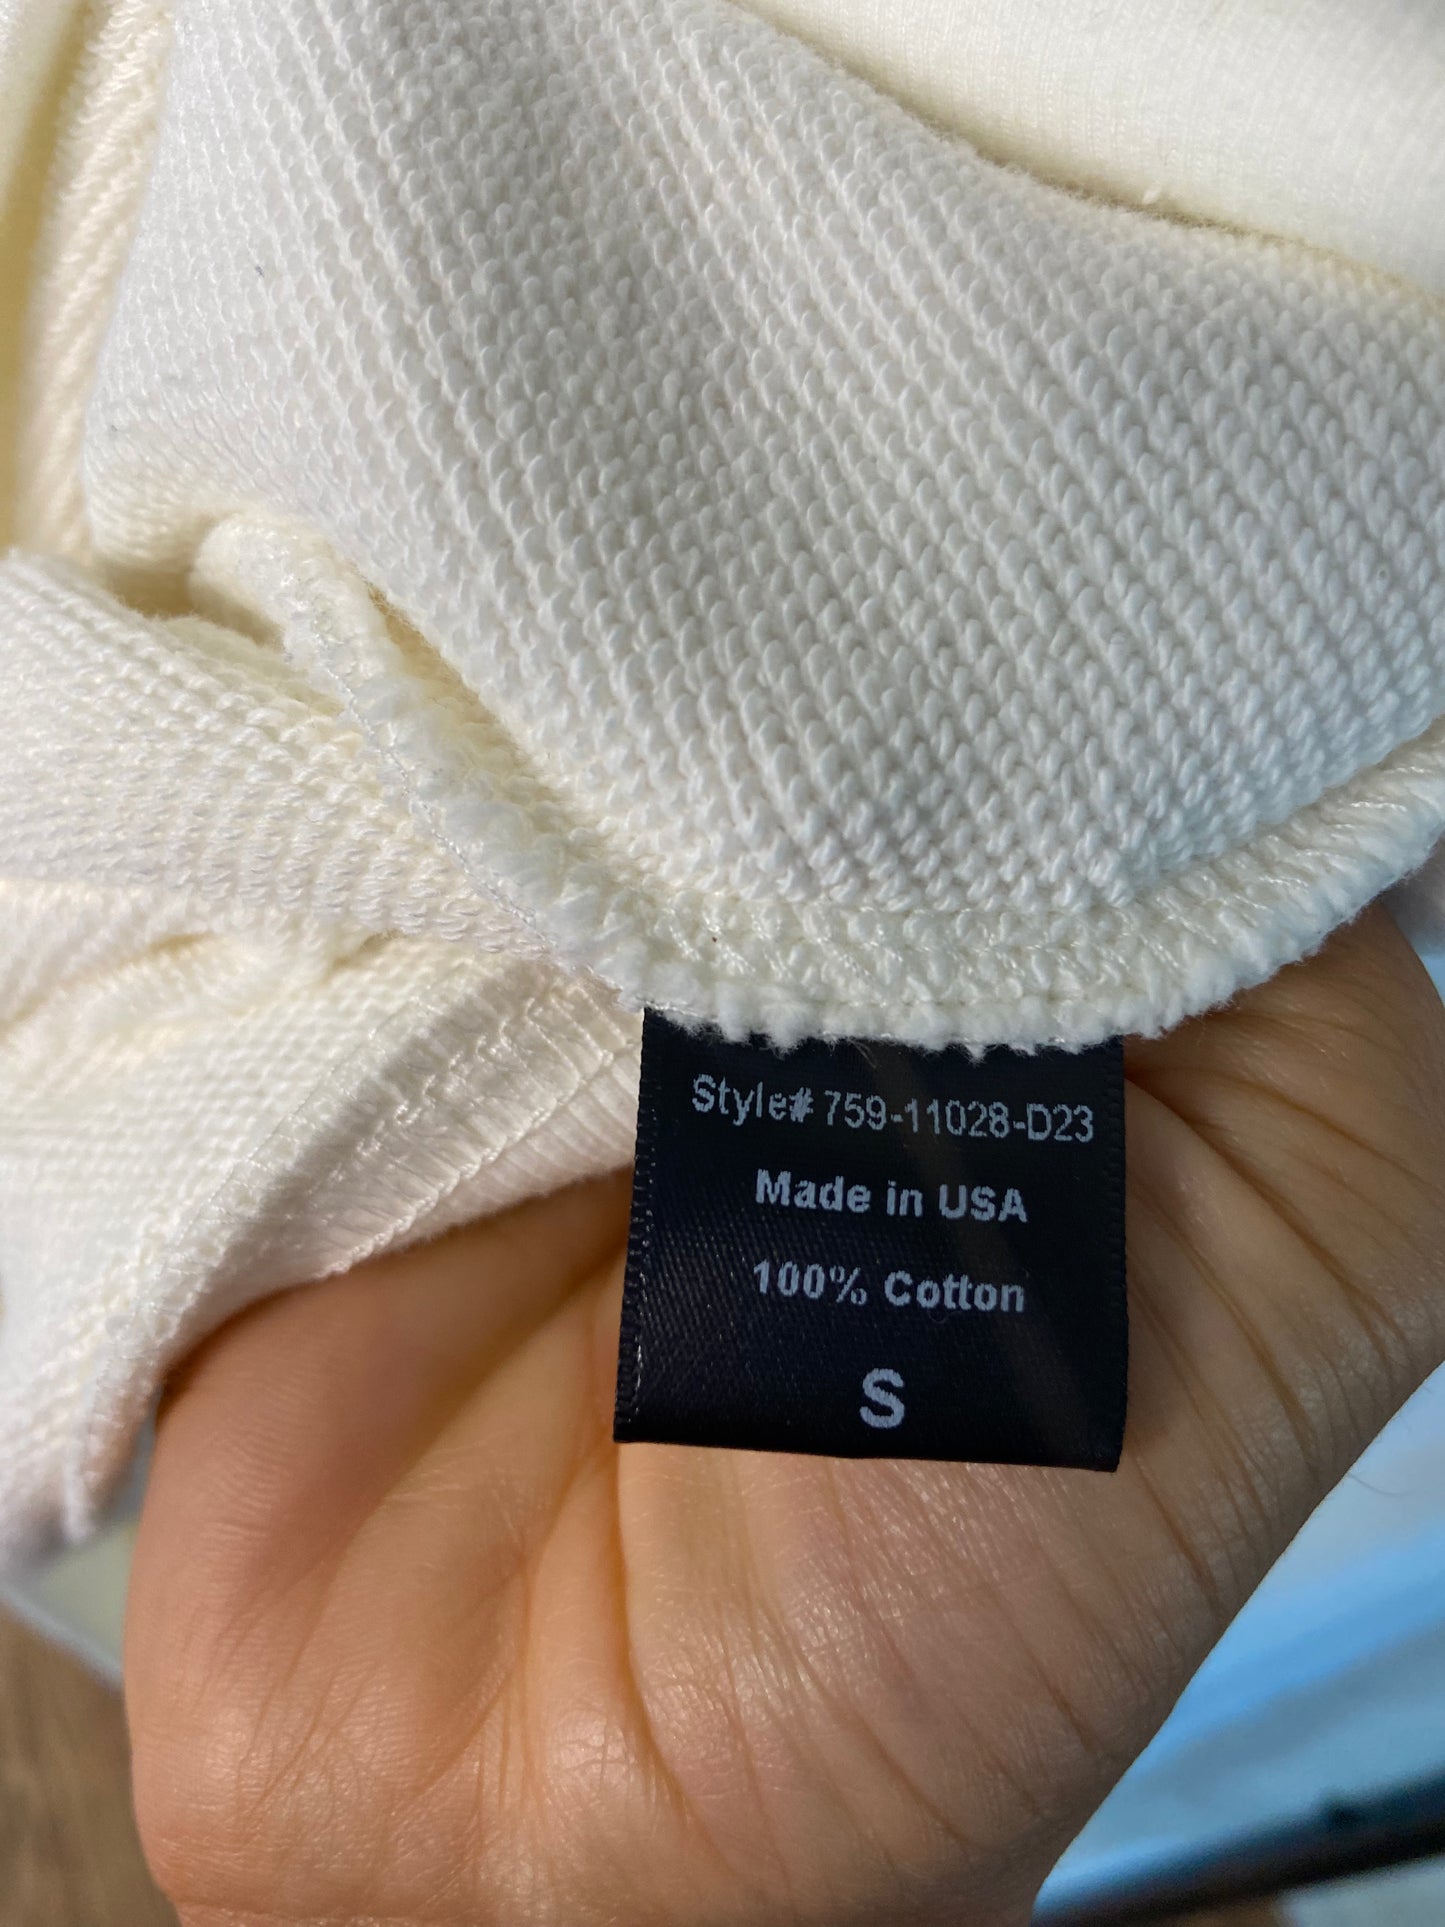 Style# 759-11028-D23
Made in USA
100% Cotton
S